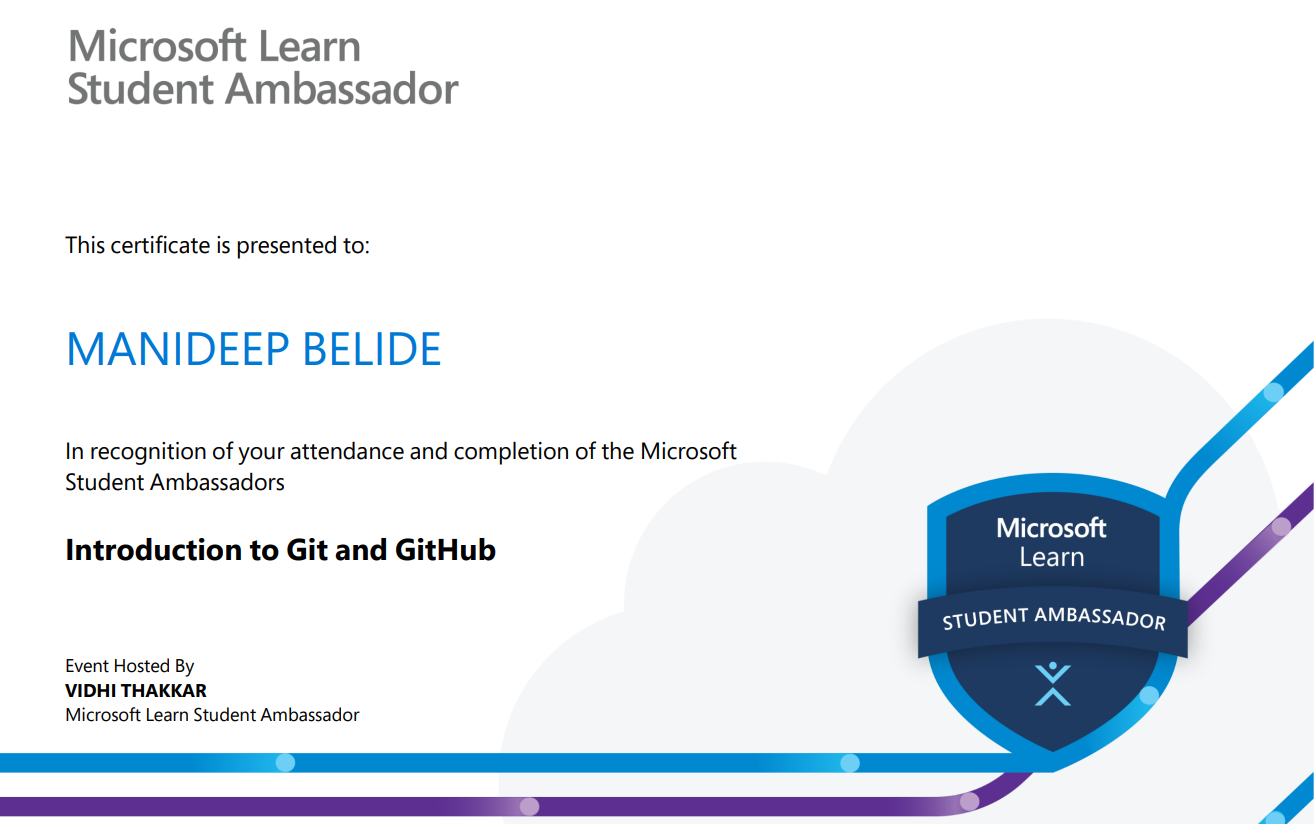 Microsoft Learn
Student Ambassador
This certificate is presented to:
MANIDEEP BELIDE
In recognition of your attendance and completion of the Microsoft
Student Ambassadors
Introduction to Git and GitHub
Event Hosted By
VIDHI THAKKAR
Microsoft Learn Student Ambassador
Microsoft
Learn
STUDENT AMBASSADOR